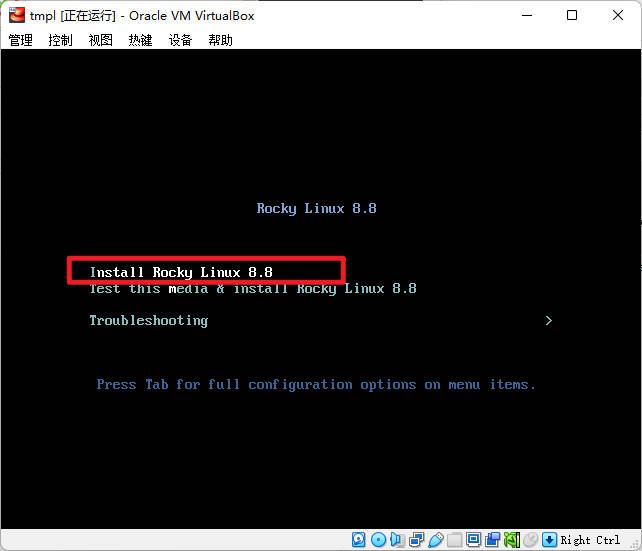 tmpl [正在运行] - Oracle VM VirtualBox
管理 控制 视图 热键 设备 帮助
Rocky Linux 8.8
Install Rocky Linux 8.8
Test this media & install Rocky Linux 8.8
Troubleshooting >
Press Tab for full configuration options on menu items.
Right Ctrl